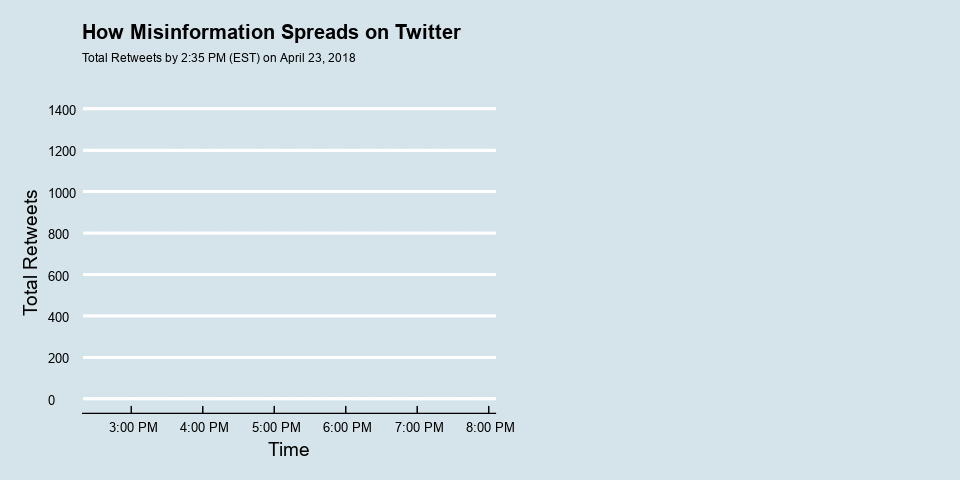 How Misinformation Spreads on Twitter
Total Retweets by 2:35 PM (EST) on April 23, 2018
Total Retweets
1400
1200
1000
800
600
400
200
0
3:00 PM 4:00 PM 5:00 PM 6:00 PM 7:00 PM 8:00 PM
Time